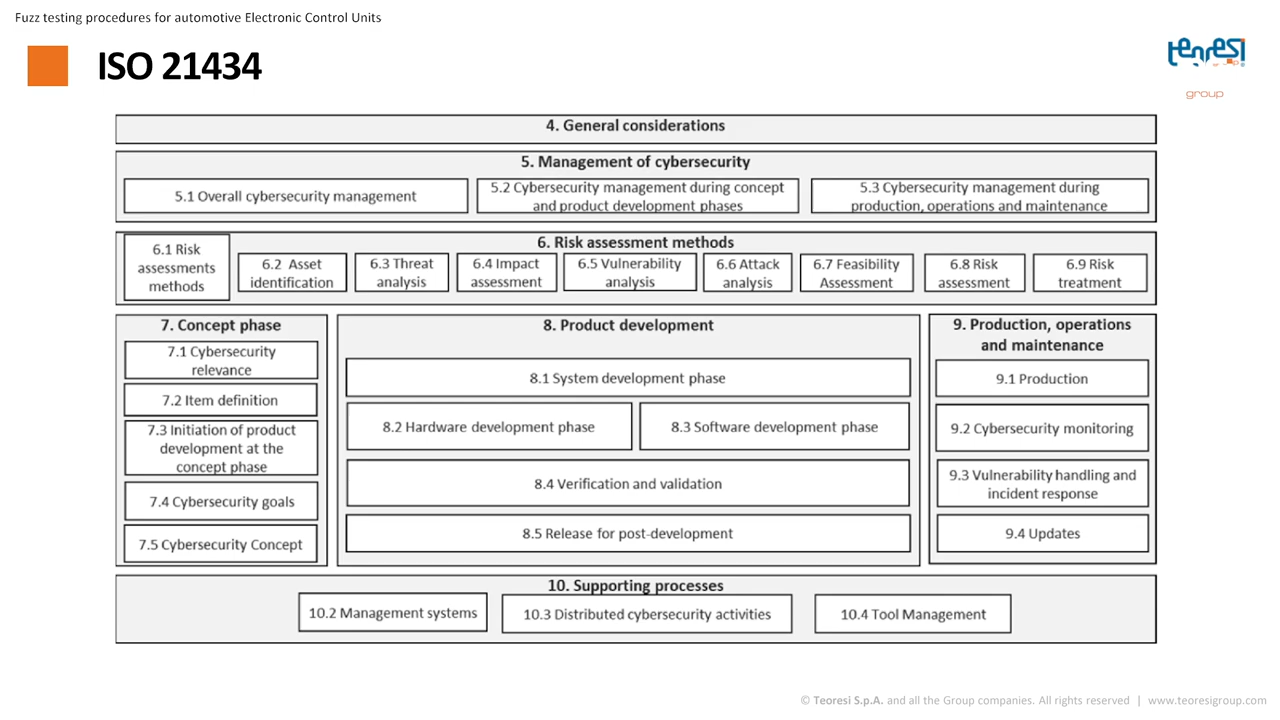 Fuzz testing procedures for automotive Electronic Control Units
ISO 21434
teoresi
group
4. General considerations
5. Management of cybersecurity
5.1 Overall cybersecurity management
5.2 Cybersecurity management during concept
and product development phases
5.3 Cybersecurity management during
production, operations and maintenance
6. Risk assessment methods
6.1 Risk
assessments
methods
6.2 Asset
identification
6.3 Threat
analysis
6.4 Impact
assessment
6.5 Vulnerability
analysis
6.6 Attack
analysis
6.7 Feasibility
Assessment
6.8 Risk
assessment
6.9 Risk
treatment
7. Concept phase
7.1 Cybersecurity
relevance
7.2 Item definition
7.3 Initiation of product
development at the
concept phase
7.4 Cybersecurity goals
7.5 Cybersecurity Concept
8. Product development
8.1 System development phase
8.2 Hardware development phase
8.3 Software development phase
8.4 Verification and validation
8.5 Release for post-development
9. Production, operations
and maintenance
9.1 Production
9.2 Cybersecurity monitoring
9.3 Vulnerability handling and
incident response
9.4 Updates
10. Supporting processes
10.2 Management systems
10.3 Distributed cybersecurity activities
10.4 Tool Management
© Teoresi S.p.A. and all the Group companies. All rights reserved | www.teoresigroup.com